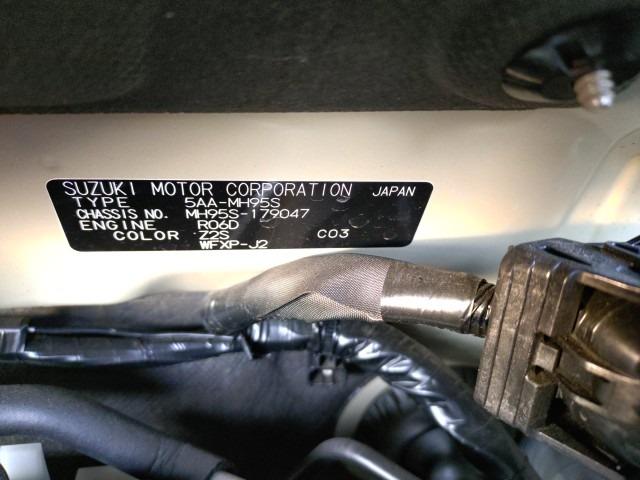 SUZUKI MOTOR CORPORATION JAPAN
TYPE 5AA-MH95S
CHASSIS NO. MH95S-179047
ENGINE R06D
COLOR Z2S C03
WFXP-J2